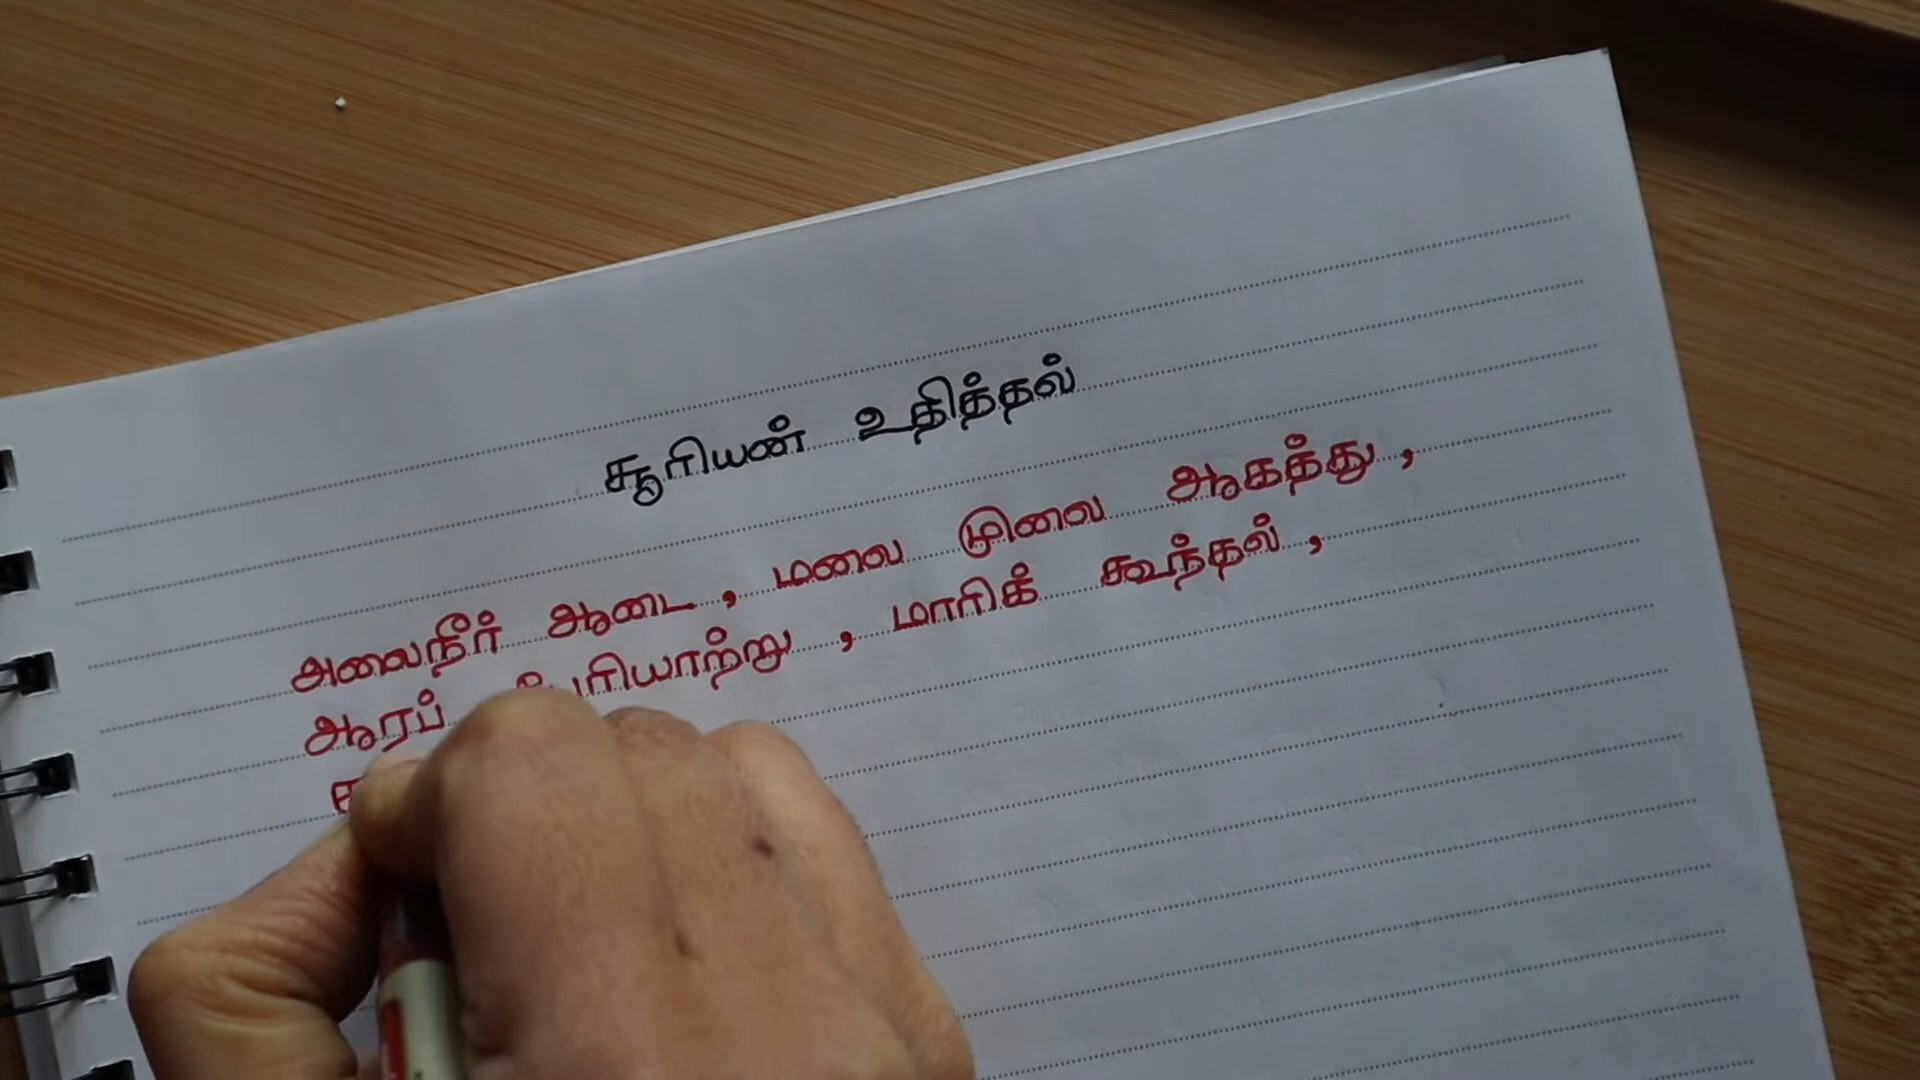 சூரியன் உதித்தல்
அலைநீர் ஆடை , மலை முலை ஆகத்து ,
ஆரப் பேரியாற்று , மாரிக் கூந்தல் ,